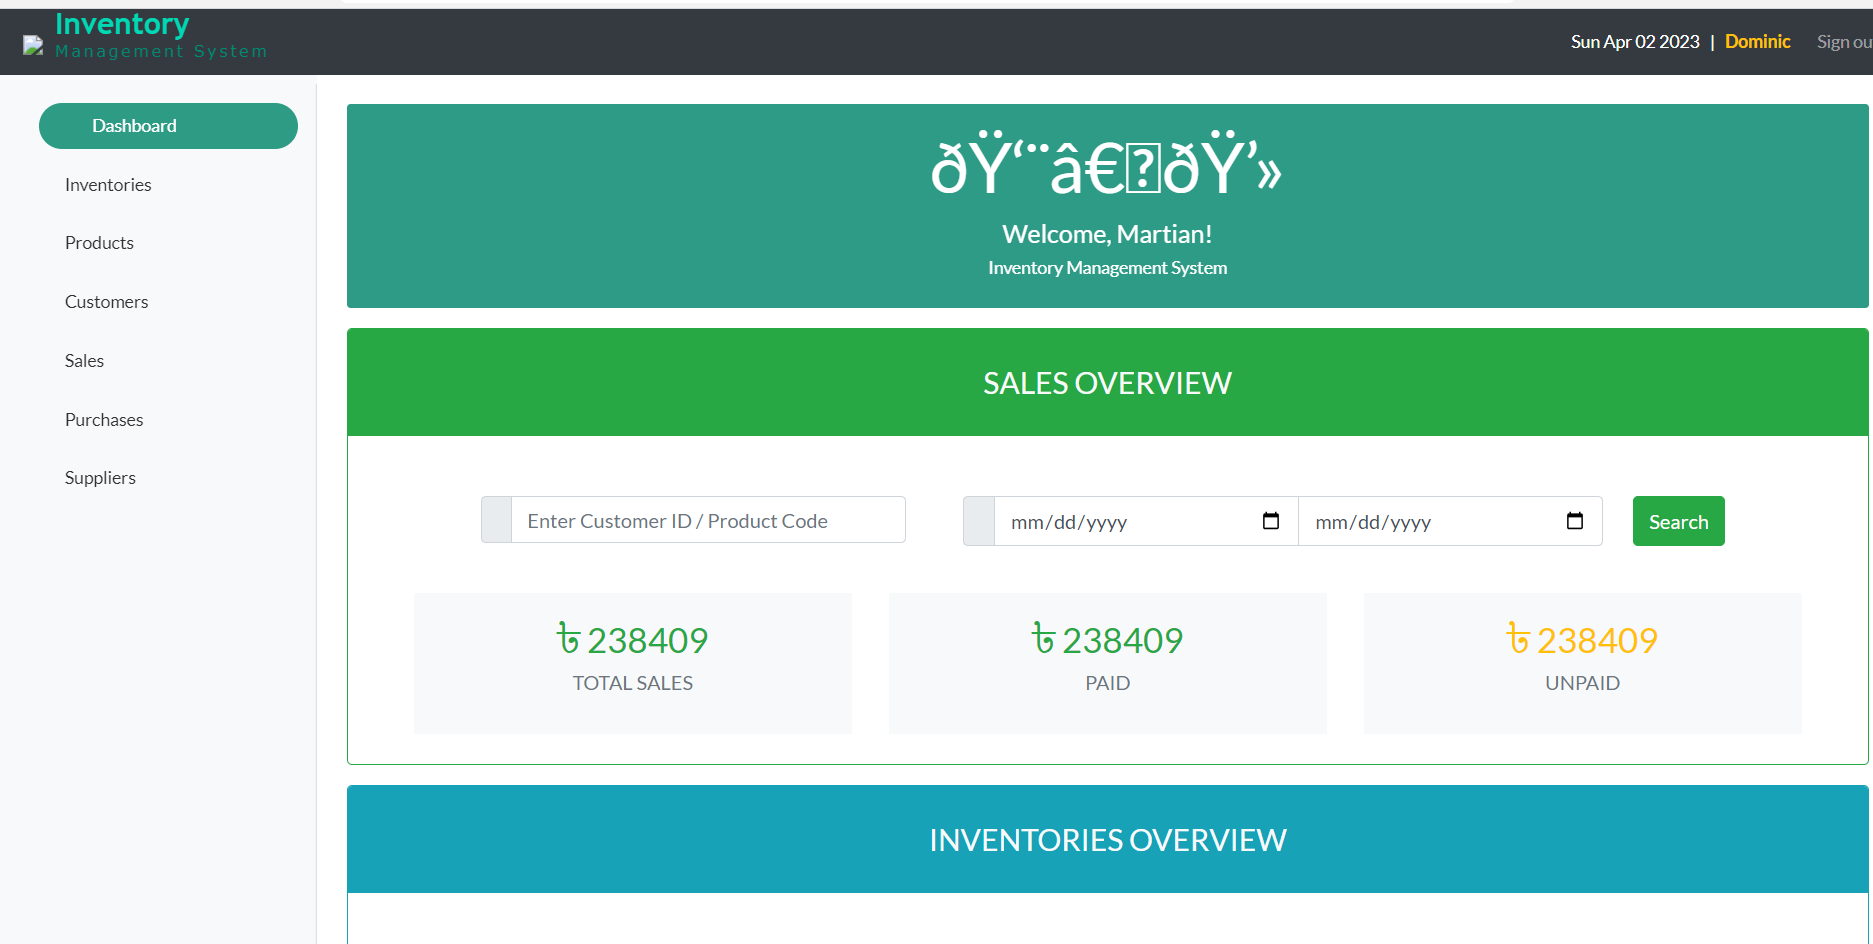 Inventory
Management System
Sun Apr 02 2023 | Dominic Sign ou
Dashboard
Inventories
Products
Customers
Sales
Purchases
Suppliers
ðŸ‘¨â€�ðŸ’»
Welcome, Martian!
Inventory Management System
SALES OVERVIEW
Enter Customer ID / Product Code
mm/dd/yyyy
mm/dd/yyyy
Search
৳ 238409
TOTAL SALES
৳ 238409
PAID
৳ 238409
UNPAID
INVENTORIES OVERVIEW